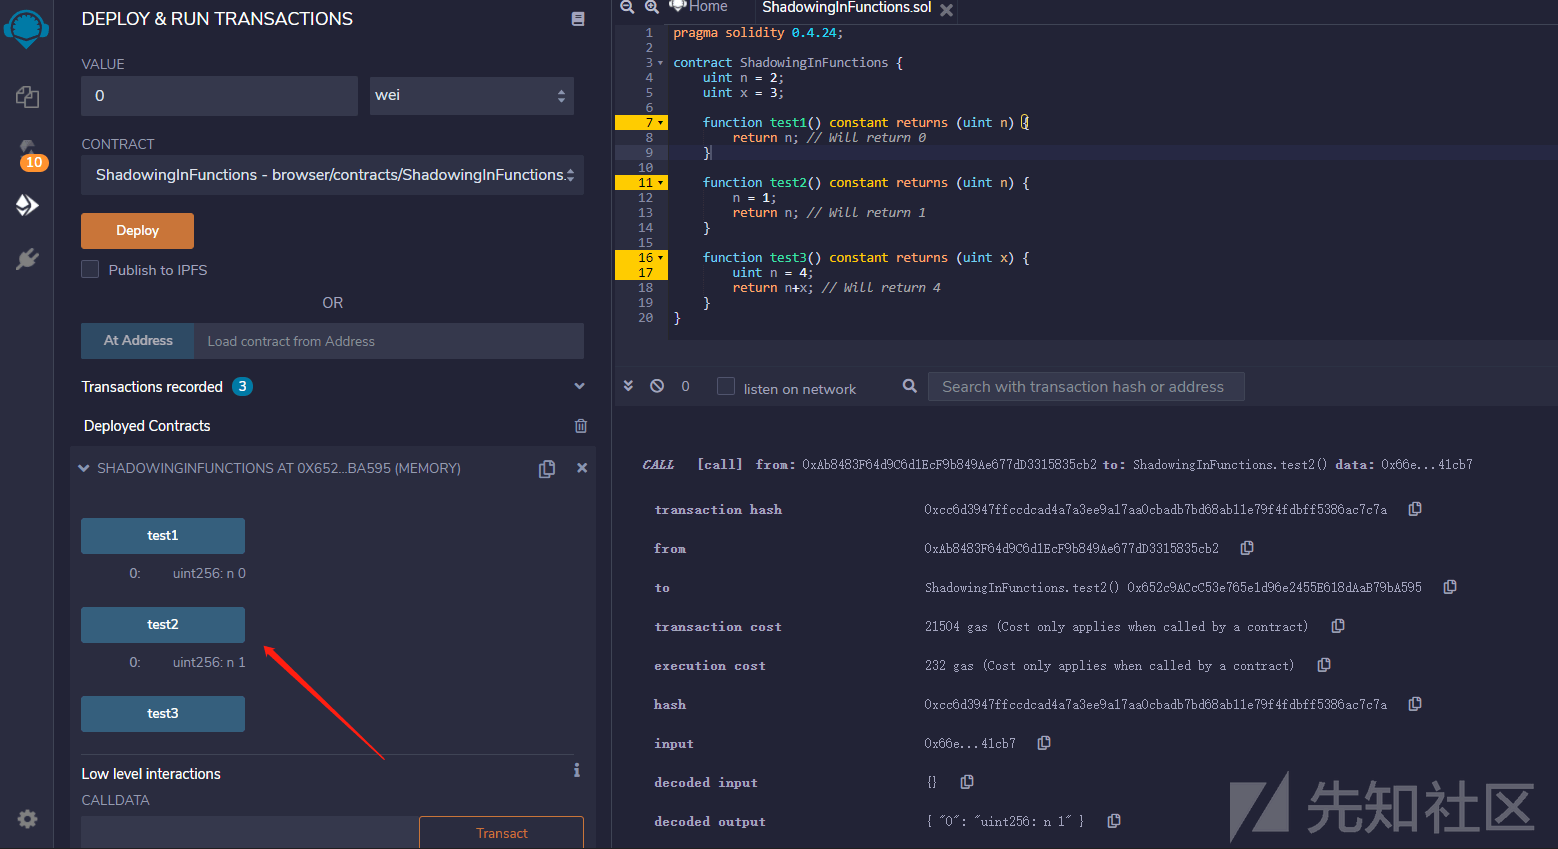 DEPLOY & RUN TRANSACTIONS
VALUE
0
wei
CONTRACT
ShadowingInFunctions - browser/contracts/ShadowingInFunctions.
10
Deploy
Publish to IPFS
OR
At Address
Load contract from Address
Transactions recorded 3
Deployed Contracts
SHADOWINGINFUNCTIONS AT 0X652...BA595 (MEMORY)
test1
0: uint256: n 0
test2
0: uint256: n 1
test3
Low level interactions
CALLDATA
Transact
Home
ShadowingInFunctions.sol
1 pragma solidity 0.4.24;
2
3 contract ShadowingInFunctions {
4 uint n = 2;
5 uint x = 3;
6
7 function test1() constant returns (uint n) {
8 return n; // Will return 0
9 }
10
11 function test2() constant returns (uint n) {
12 n = 1;
13 return n; // Will return 1
14 }
15
16 function test3() constant returns (uint x) {
17 uint n = 4;
18 return n+x; // Will return 4
19 }
20 }
0
listen on network
Search with transaction hash or address
CALL [call] from: 0xAb8483F64d9C6d1EcF9b849Ae677dD3315835cb2 to: ShadowingInFunctions.test2() data: 0x66e...41cb7
transaction hash 0xcc6d3947ffccdcad4a7a3ee9a17aa0cbadb7bd68ab11e79f4fdbff5386ac7c7a
from 0xAb8483F64d9C6d1EcF9b849Ae677dD3315835cb2
to ShadowingInFunctions.test2() 0x652c9ACcC53e765e1d96e2455E618dAaB79bA595
transaction cost 21504 gas (Cost only applies when called by a contract)
execution cost 232 gas (Cost only applies when called by a contract)
hash 0xcc6d3947ffccdcad4a7a3ee9a17aa0cbadb7bd68ab11e79f4fdbff5386ac7c7a
input 0x66e...41cb7
decoded input {}
decoded output { "0": "uint256: n 1" }
先知社区